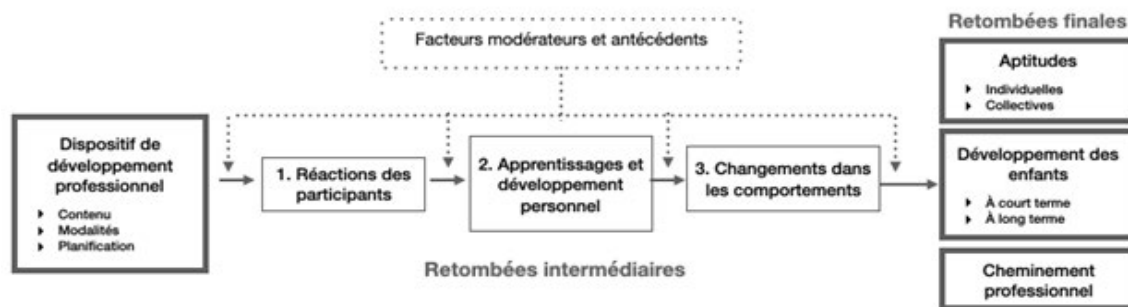 Retombées finales
Facteurs modérateurs et antécédents
Aptitudes
Individuelles
Collectives
Dispositif de
développement
professionnel
Contenu
Modalités
Planification
1. Réactions des
participants
2. Apprentissages et
développement
personnel
3. Changements dans
les comportements
Développement des
enfants
À court terme
À long terme
Retombées intermédiaires
Cheminement
professionnel